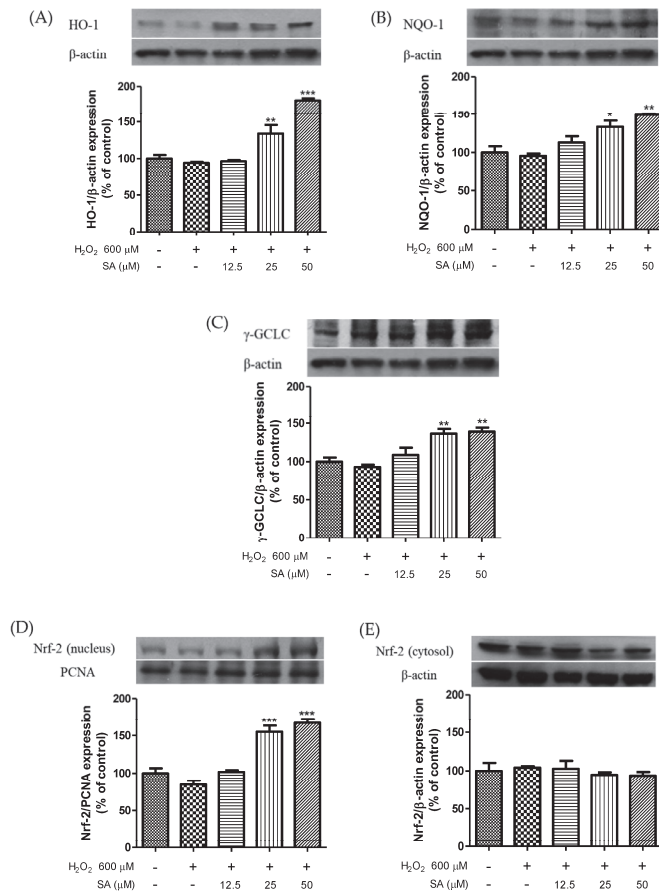 (A)
HO-1
β-actin
HO-1/β-actin expression
(% of control)
200
150
100
50
0
**
***
H₂O₂ 600 μM - + + + +
SA (μM) - - 12.5 25 50
(B)
NQO-1
β-actin
NQO-1/β-actin expression
(% of control)
200
150
100
50
0
*
**
H₂O₂ 600 μM - + + + +
SA (μM) - - 12.5 25 50
(C)
γ-GCLC
β-actin
γ-GCLC/β-actin expression
(% of control)
200
150
100
50
0
**
**
H₂O₂ 600 μM - + + + +
SA (μM) - - 12.5 25 50
(D)
Nrf-2 (nucleus)
PCNA
Nrf-2/PCNA expression
(% of control)
200
150
100
50
0
***
***
H₂O₂ 600 μM - + + + +
SA (μM) - - 12.5 25 50
(E)
Nrf-2 (cytosol)
β-actin
Nrf-2/β-actin expression
(% of control)
200
150
100
50
0
H₂O₂ 600 μM - + + + +
SA (μM) - - 12.5 25 50